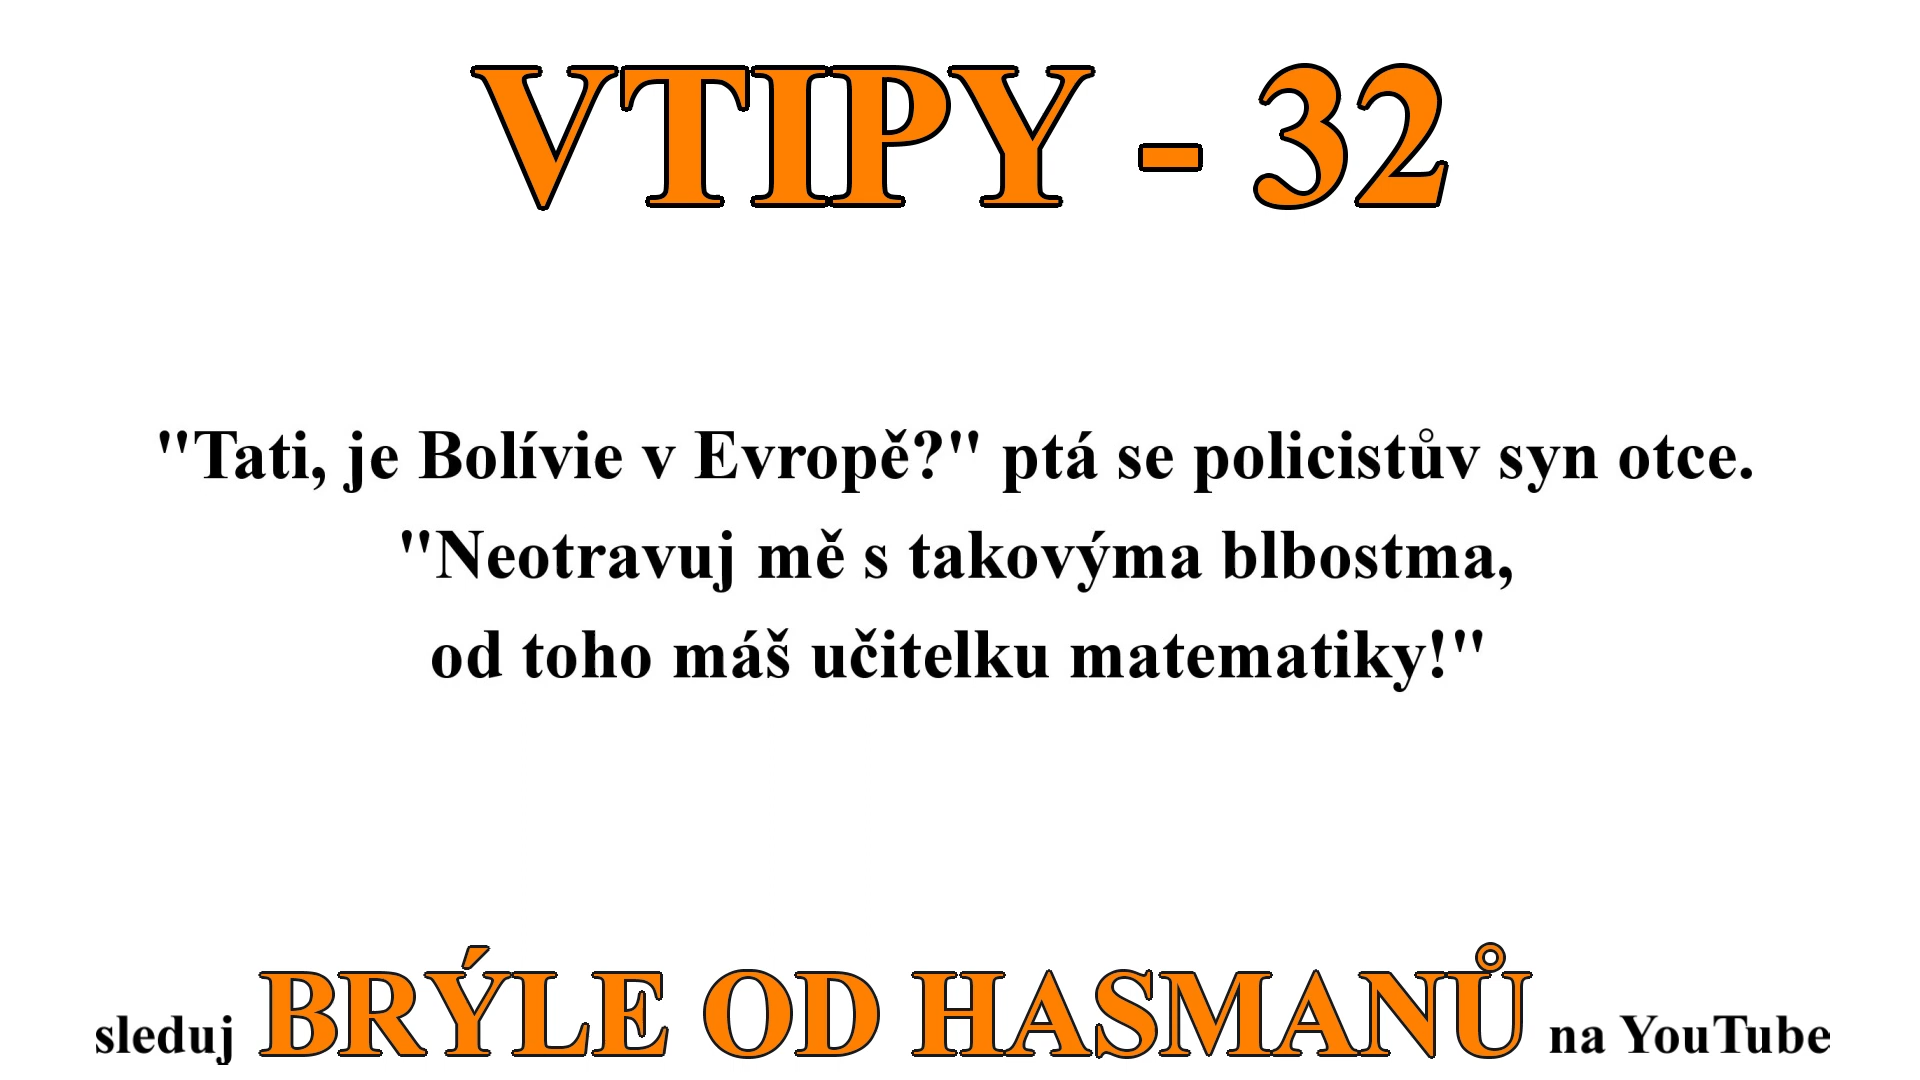 VTIPY - 32
"Tati, je Bolívie v Evropě?" ptá se policistův syn otce.
"Neotravuj mě s takovýma blbostma,
od toho máš učitelku matematiky!"
sleduj BRÝLE OD HASMANŮ na YouTube